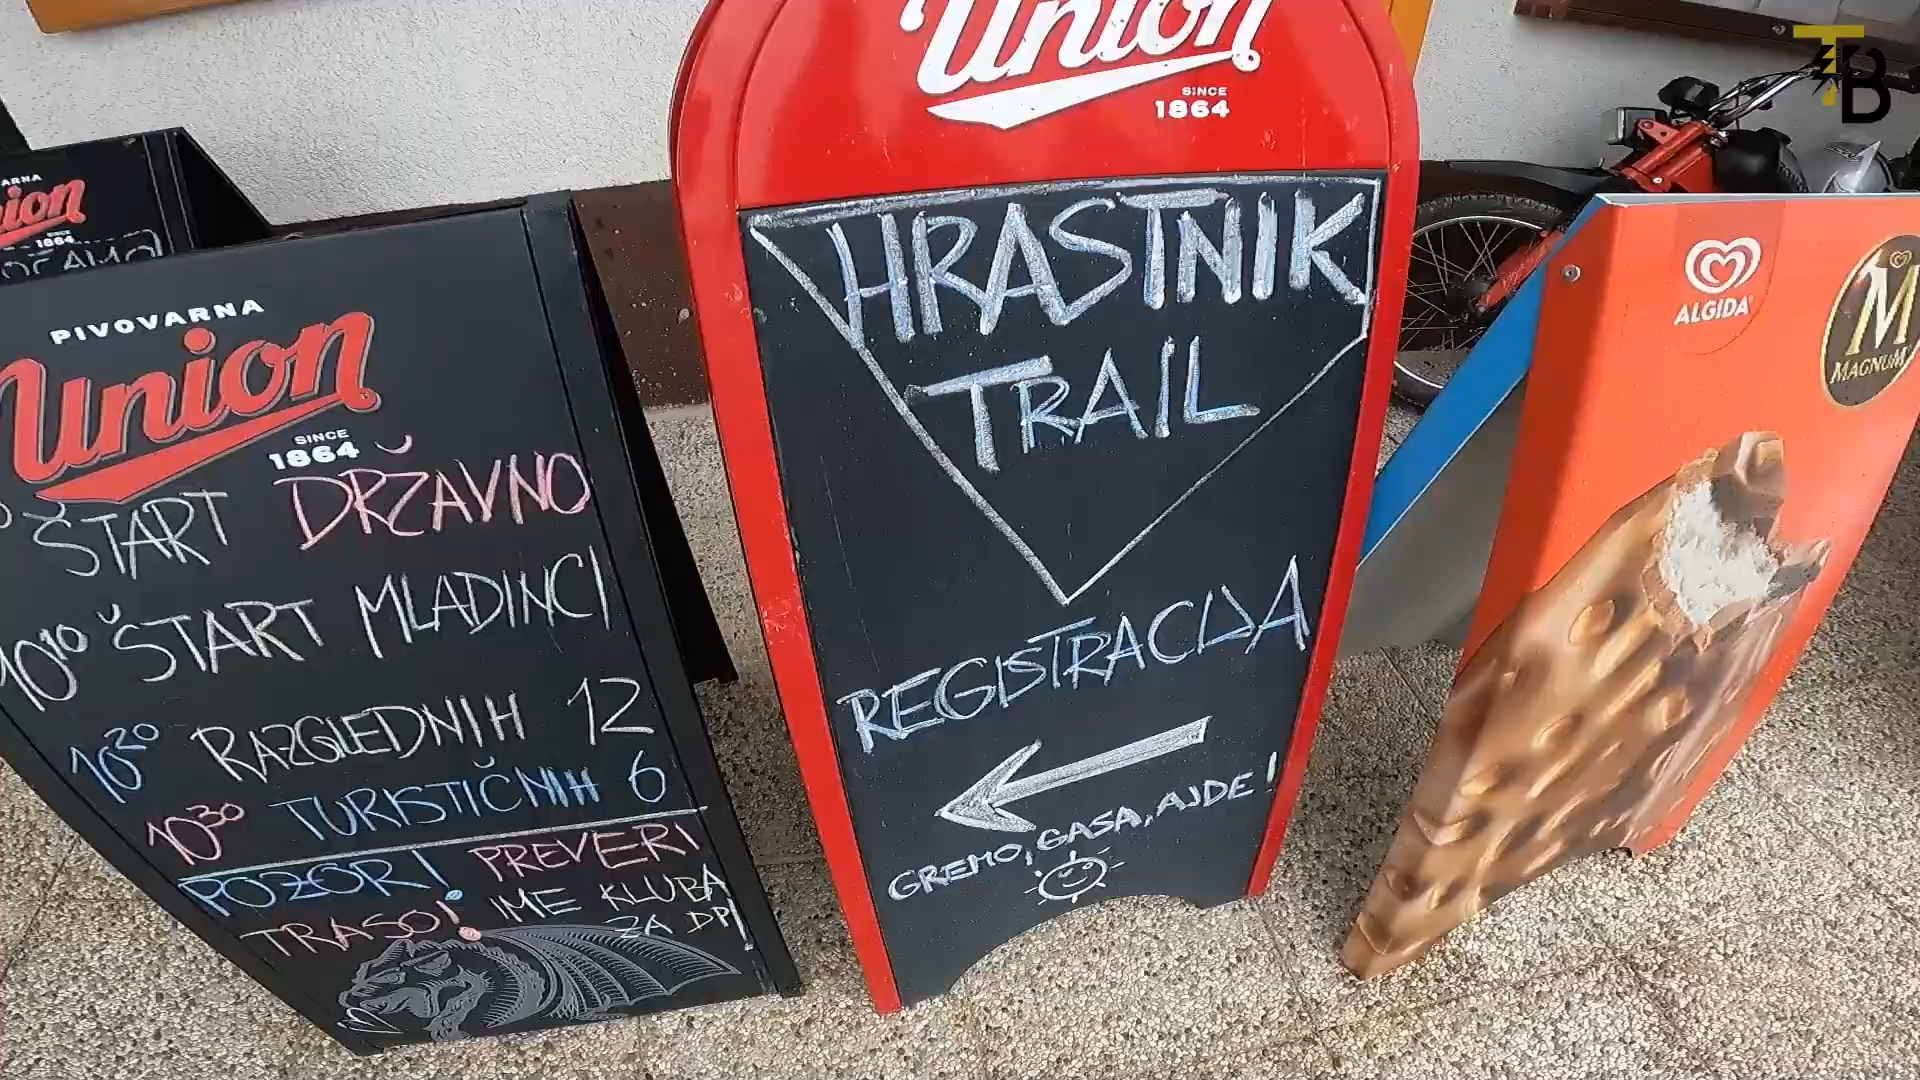 PIVOVARNA
Union
SINCE
1864
ŠTART DRŽAVNO
10¹⁰ ŠTART MLADINCI
10²⁰ RAZGLEDNIH 12
10³⁰ TURISTIČNIH 6
POZOR! PREVERI
TRASO! IME KLUBA
ZA DP!
Union
SINCE
1864
HRASTNIK
TRAIL
REGISTRACIJA
GREMO, GASA, AJDE!
ALGIDA
M
MAGNUM
TB